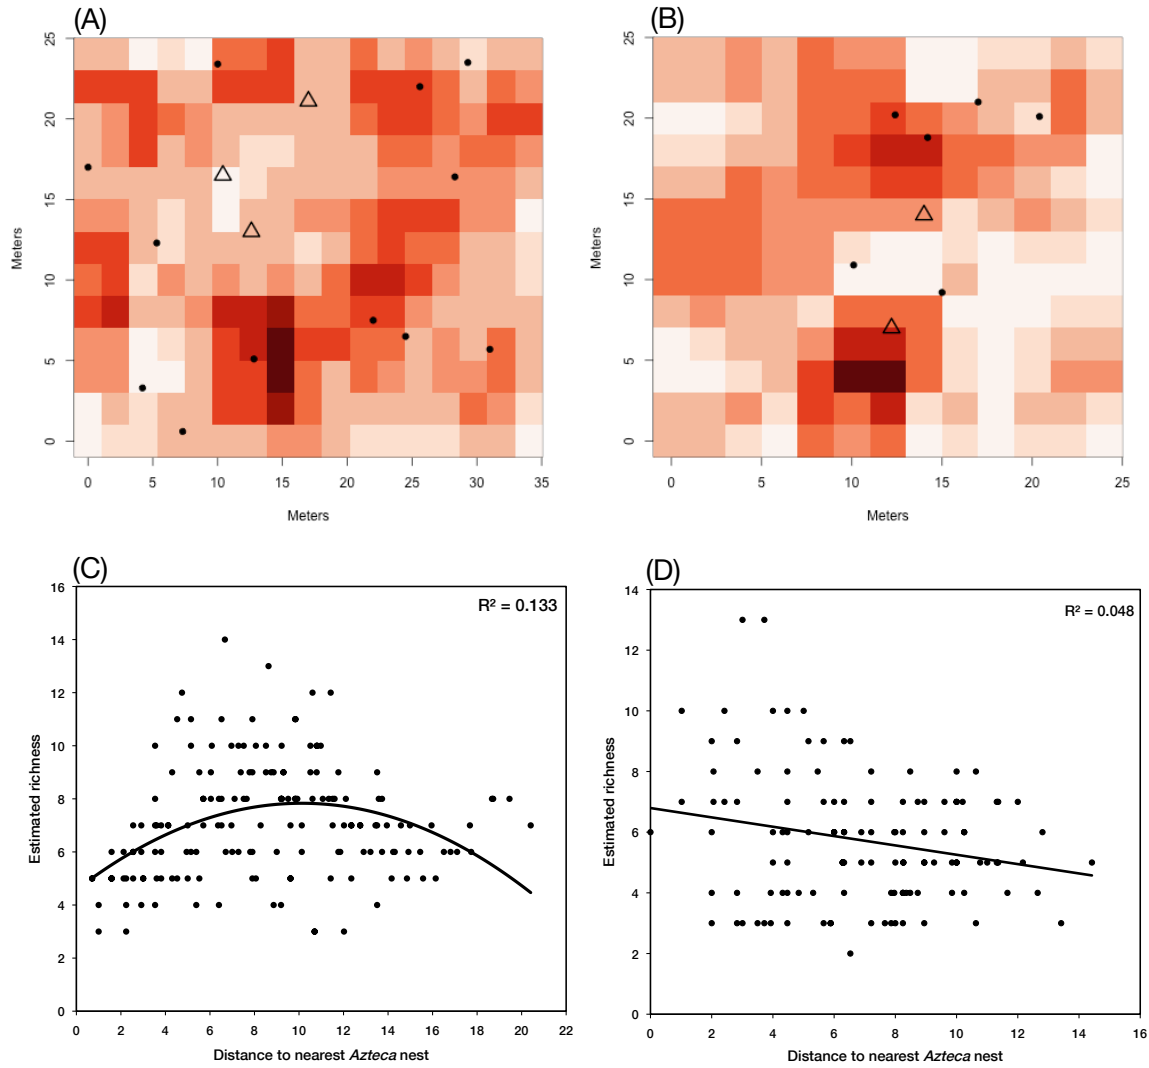 (A)
25
20
15
10
5
0
Meters
0 5 10 15 20 25 30 35
Meters
(B)
25
20
15
10
5
0
Meters
0 5 10 15 20 25
Meters
(C)
R² = 0.133
16
14
12
10
8
6
4
2
0
Estimated richness
0 2 4 6 8 10 12 14 16 18 20 22
Distance to nearest Azteca nest
(D)
R² = 0.048
14
12
10
8
6
4
2
0
Estimated richness
0 2 4 6 8 10 12 14 16
Distance to nearest Azteca nest